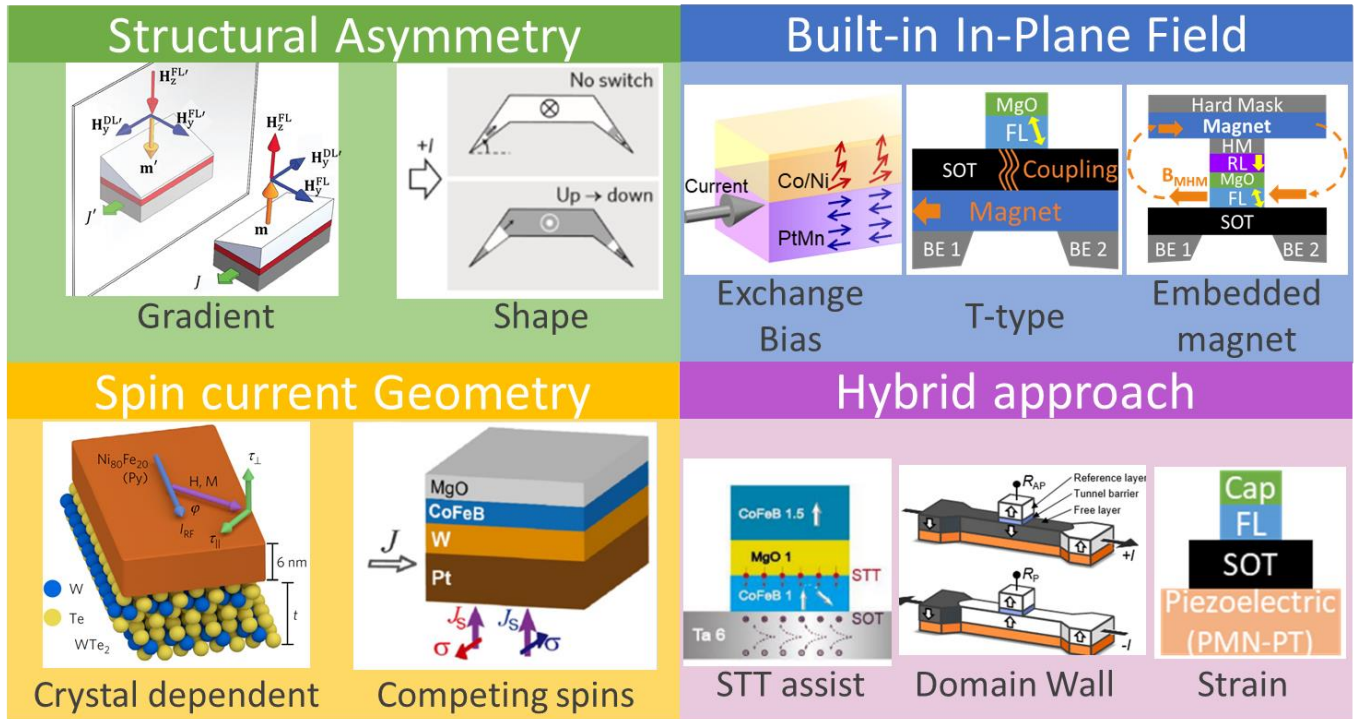 Structural Asymmetry
H_z^FL′
H_y^DL′
H_y^FL′
m′
J′
H_z^FL
H_y^DL′
H_y^FL
m
J
Gradient
No switch
+I
Up → down
Shape
Built-in In-Plane Field
Current
Co/Ni
PtMn
Exchange
Bias
MgO
FL
SOT
Coupling
Magnet
BE 1
BE 2
T-type
Hard Mask
Magnet
HM
RL
B_MHM
MgO
FL
SOT
BE 1
BE 2
Embedded
magnet
Spin current Geometry
Ni80Fe20
(Py)
H, M
φ
I_RF
τ⊥
τ||
6 nm
t
W
Te
WTe2
Crystal dependent
MgO
CoFeB
W
Pt
J
J_S
J_S
σ
σ
Competing spins
Hybrid approach
CoFeB 1.5
MgO 1
STT
CoFeB 1
SOT
Ta 6
STT assist
R_AP
Reference layer
Tunnel barrier
Free layer
+I
R_P
-I
Domain Wall
Cap
FL
SOT
Piezoelectric
(PMN-PT)
Strain